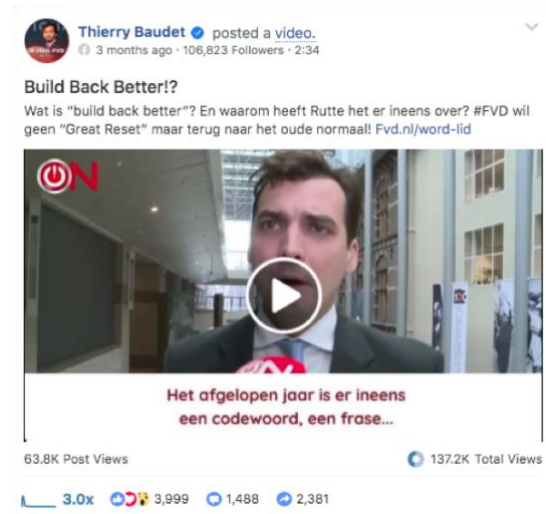 Thierry Baudet posted a video.
3 months ago · 106,823 Followers · 2:34
Build Back Better!?
Wat is "build back better"? En waarom heeft Rutte het er ineens over? #FVD wil
geen "Great Reset" maar terug naar het oude normaal! Fvd.nl/word-lid
ON
Het afgelopen jaar is er ineens
een codewoord, een frase...
63.8K Post Views
137.2K Total Views
3.0x 3,999 1,488 2,381